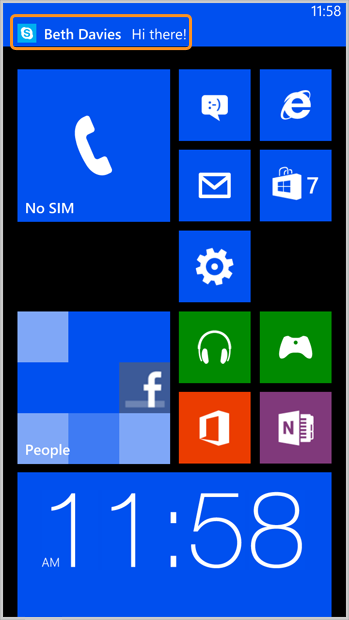 11:58
Beth Davies Hi there!
:-)
7
No SIM
People
N
AM 11:58